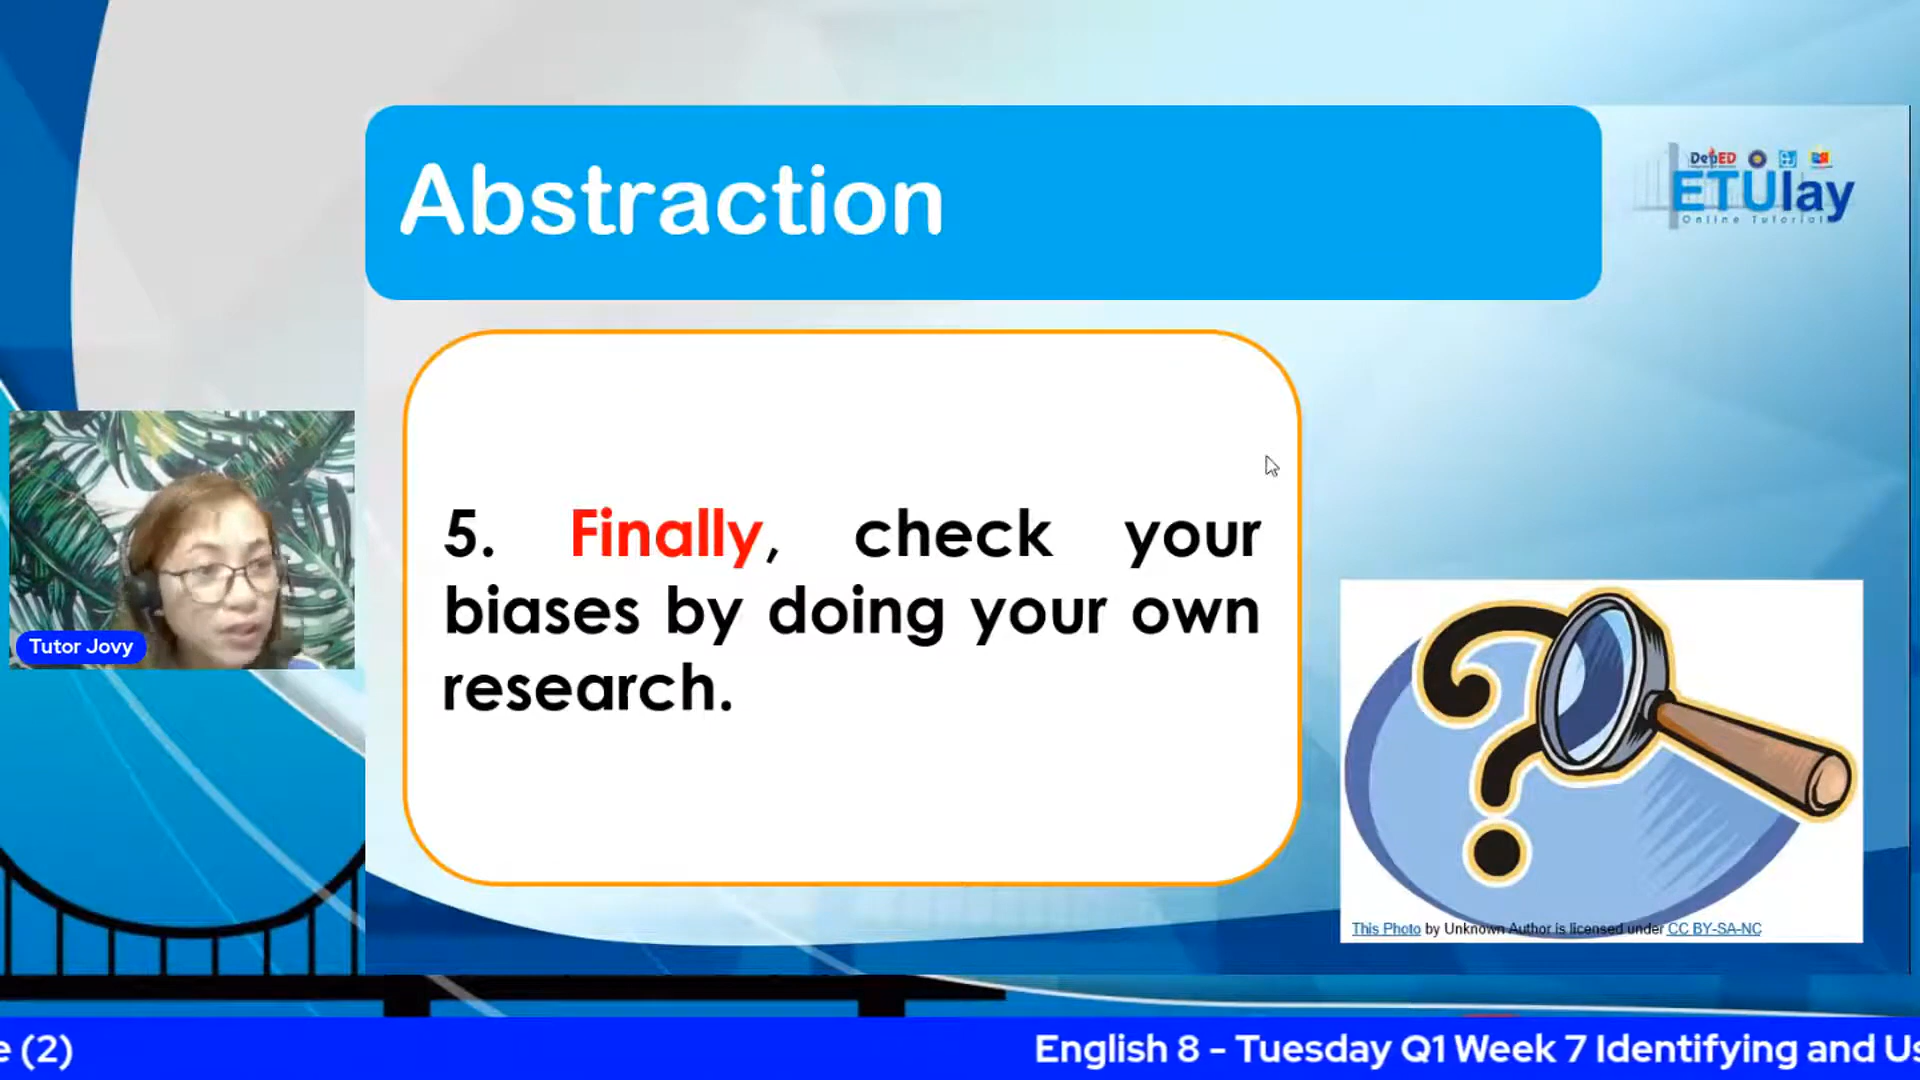 Abstraction
DepED
ETUlay
Online Tutorial
5. Finally, check your
biases by doing your own
research.
Tutor Jovy
This Photo by Unknown Author is licensed under CC BY-SA-NC
e (2)
English 8 - Tuesday Q1 Week 7 Identifying and Us